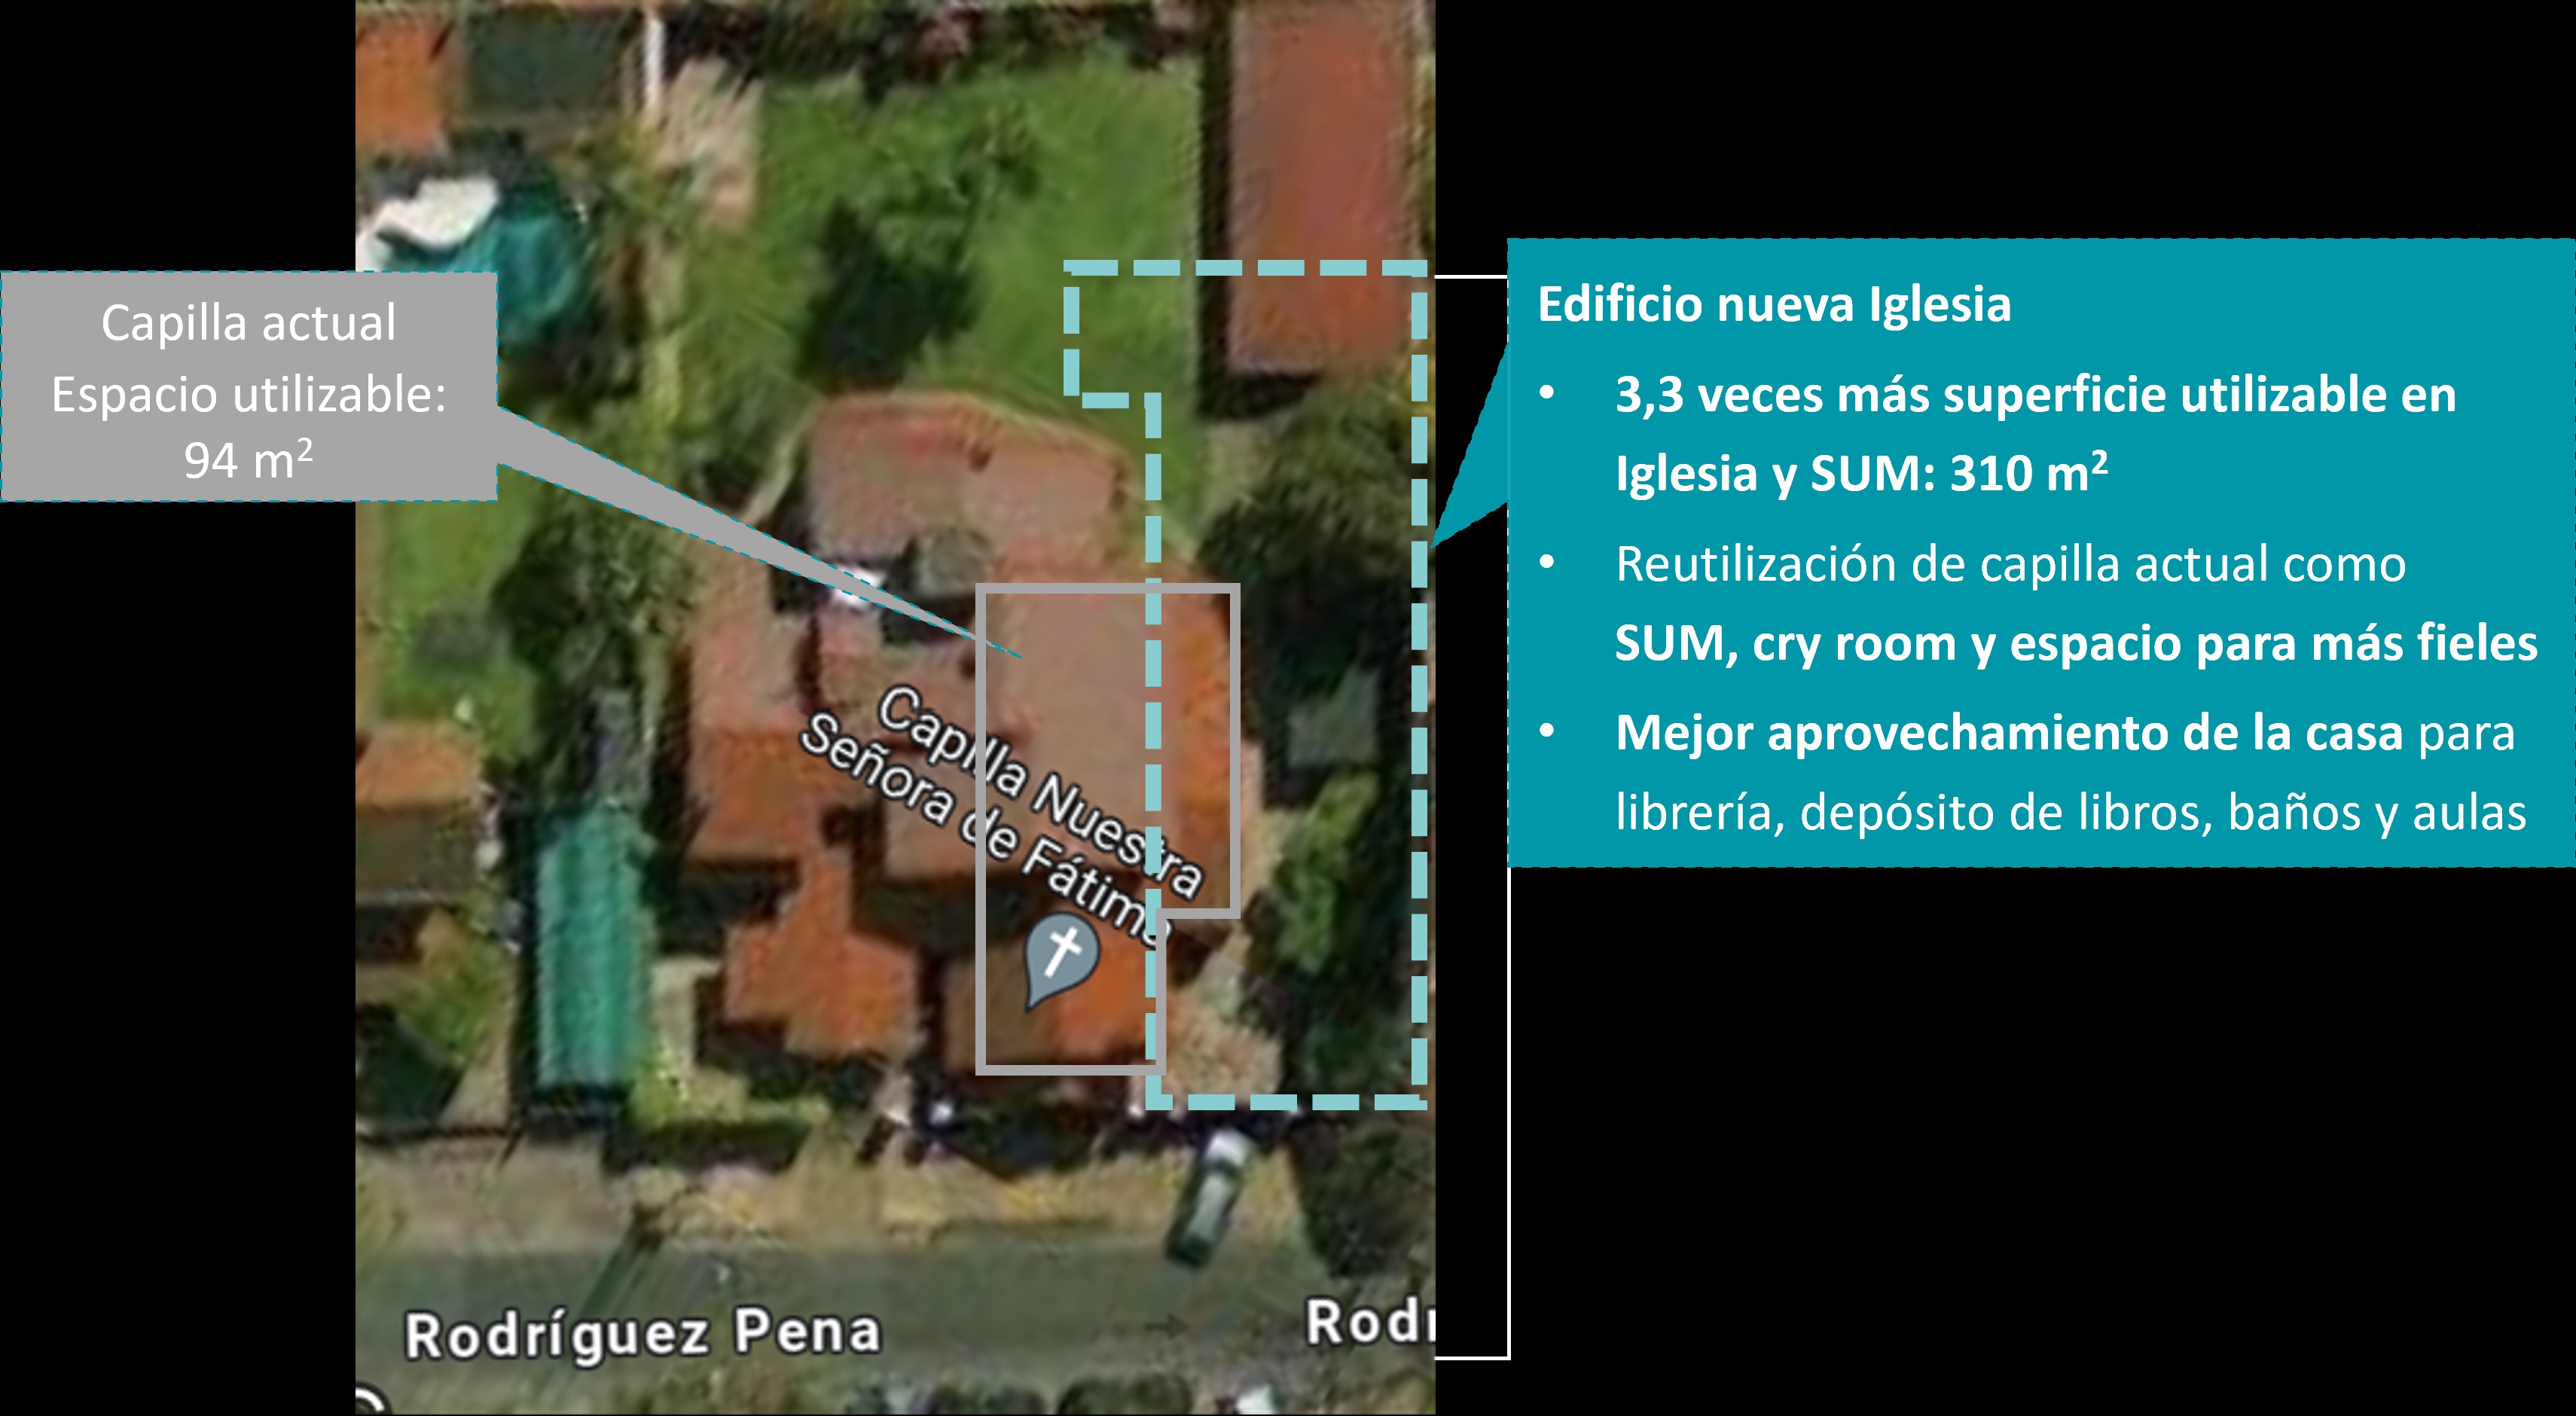 Capilla actual
Espacio utilizable:
94 m²
Edificio nueva Iglesia
• 3,3 veces más superficie utilizable en
Iglesia y SUM: 310 m²
• Reutilización de capilla actual como
SUM, cry room y espacio para más fieles
• Mejor aprovechamiento de la casa para
librería, depósito de libros, baños y aulas
Capilla Nuestra
Señora de Fátima
Rodríguez Pena
Rodr